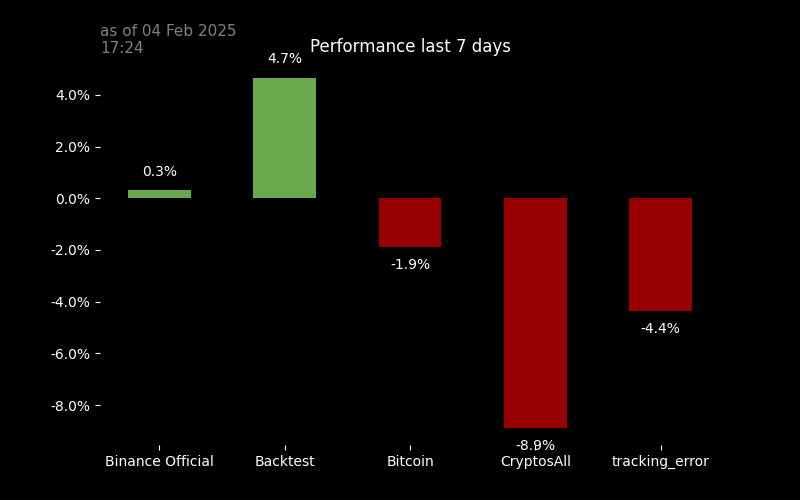 as of 04 Feb 2025
17:24
Performance last 7 days
4.7%
4.0%
2.0%
0.3%
0.0%
-2.0%
-1.9%
-4.0%
-4.4%
-6.0%
-8.0%
-8.9%
Binance Official
Backtest
Bitcoin
CryptosAll
tracking_error